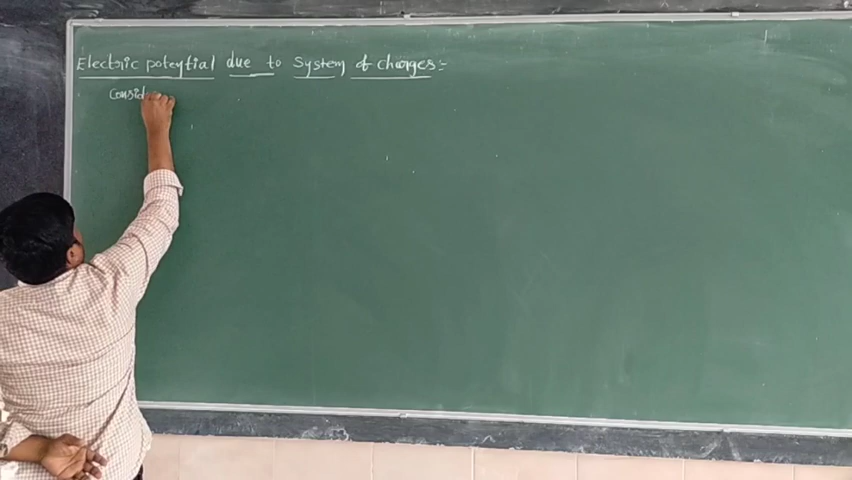 Electric potential due to System of charges:-
Consid